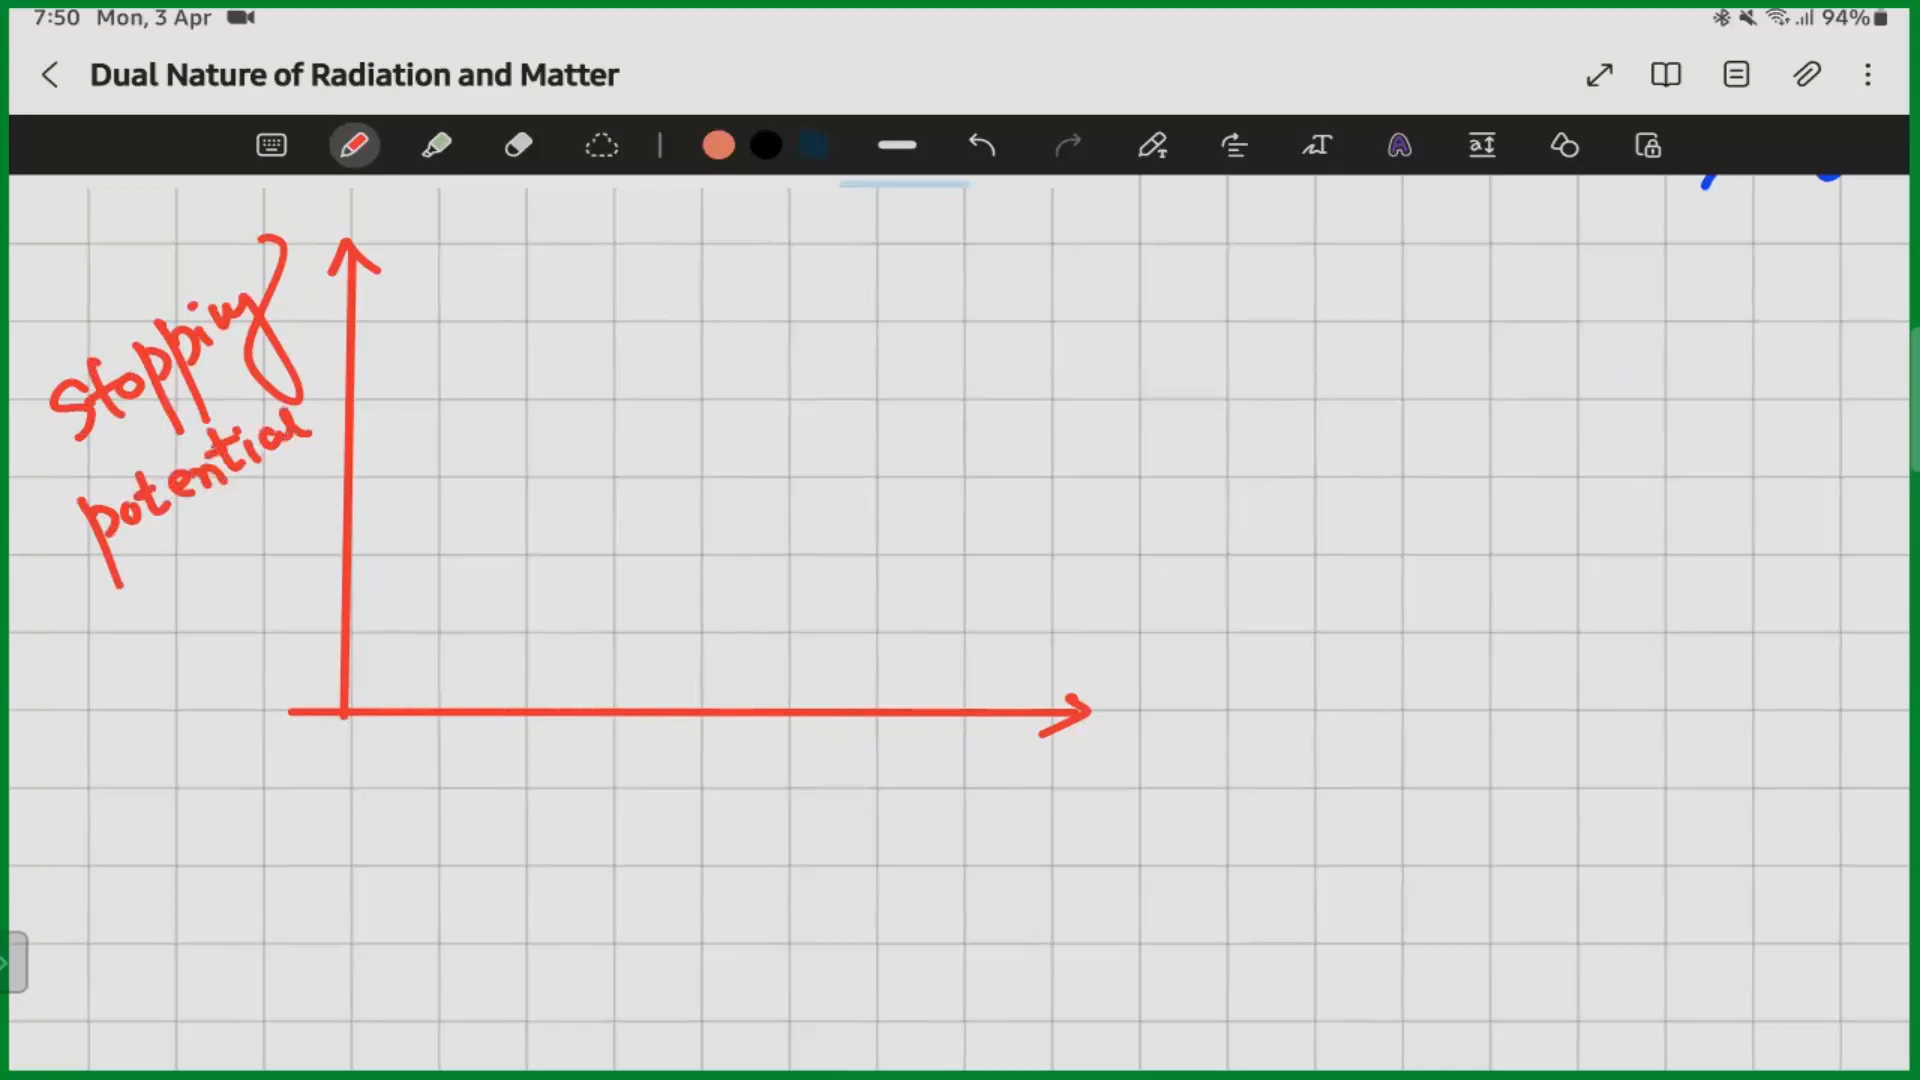 7:50 Mon, 3 Apr 94%
Dual Nature of Radiation and Matter
Stopping
potential